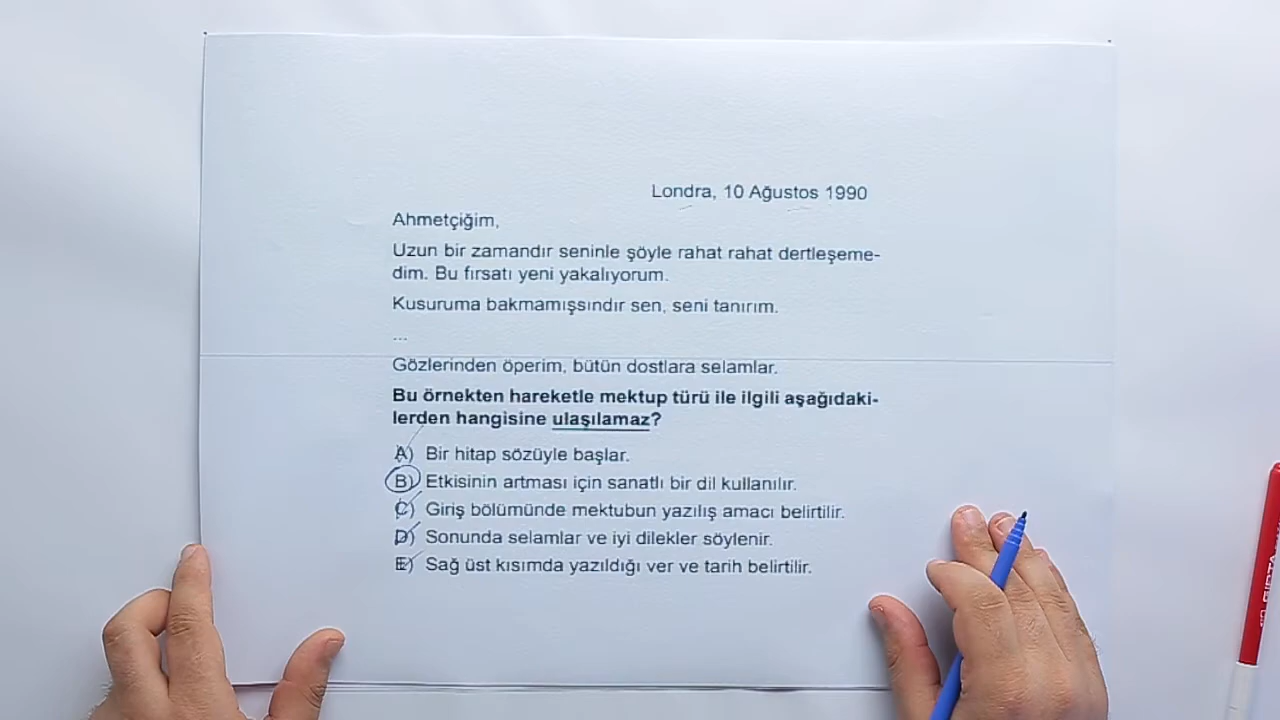 Londra, 10 Ağustos 1990
Ahmetçiğim,
Uzun bir zamandır seninle şöyle rahat rahat dertleşeme-
dim. Bu fırsatı yeni yakalıyorum.
Kusuruma bakmamışsındır sen, seni tanırım.
...
Gözlerinden öperim, bütün dostlara selamlar.
Bu örnekten hareketle mektup türü ile ilgili aşağıdaki-
lerden hangisine ulaşılamaz?
A) Bir hitap sözüyle başlar.
B) Etkisinin artması için sanatlı bir dil kullanılır.
C) Giriş bölümünde mektubun yazılış amacı belirtilir.
D) Sonunda selamlar ve iyi dilekler söylenir.
E) Sağ üst kısımda yazıldığı yer ve tarih belirtilir.